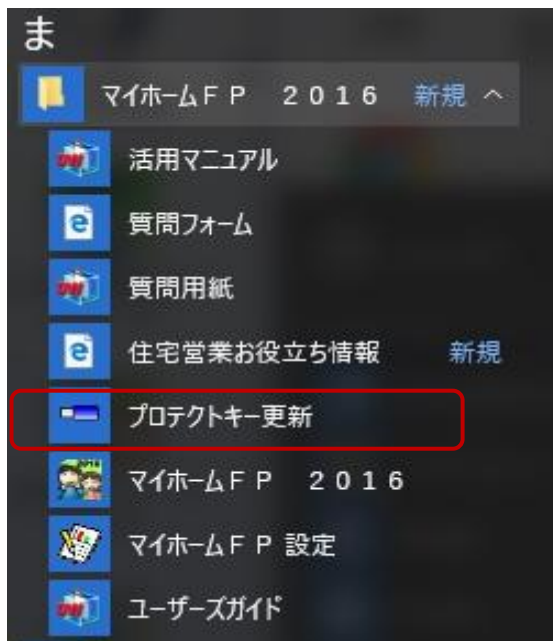 ま
マイホームＦＰ　２０１６　新規
活用マニュアル
質問フォーム
質問用紙
住宅営業お役立ち情報　新規
プロテクトキー更新
マイホームＦＰ　２０１６
マイホームＦＰ 設定
ユーザーズガイド